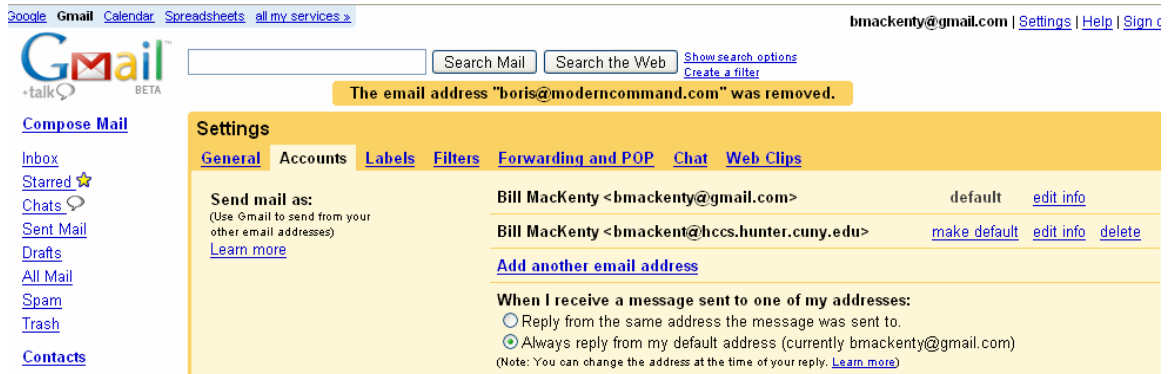 Google Gmail Calendar Spreadsheets all my services »
bmackenty@gmail.com | Settings | Help | Sign
Gmail
talk BETA
Search Mail Search the Web Show search options
Create a filter
The email address "boris@moderncommand.com" was removed.
Compose Mail
Inbox
Starred
Chats
Sent Mail
Drafts
All Mail
Spam
Trash
Contacts
Settings
General Accounts Labels Filters Forwarding and POP Chat Web Clips
Send mail as:
(Use Gmail to send from your
other email addresses)
Learn more
Bill MacKenty <bmackenty@gmail.com> default edit info
Bill MacKenty <bmackent@hccs.hunter.cuny.edu> make default edit info delete
Add another email address
When I receive a message sent to one of my addresses:
Reply from the same address the message was sent to.
Always reply from my default address (currently bmackenty@gmail.com)
(Note: You can change the address at the time of your reply. Learn more)